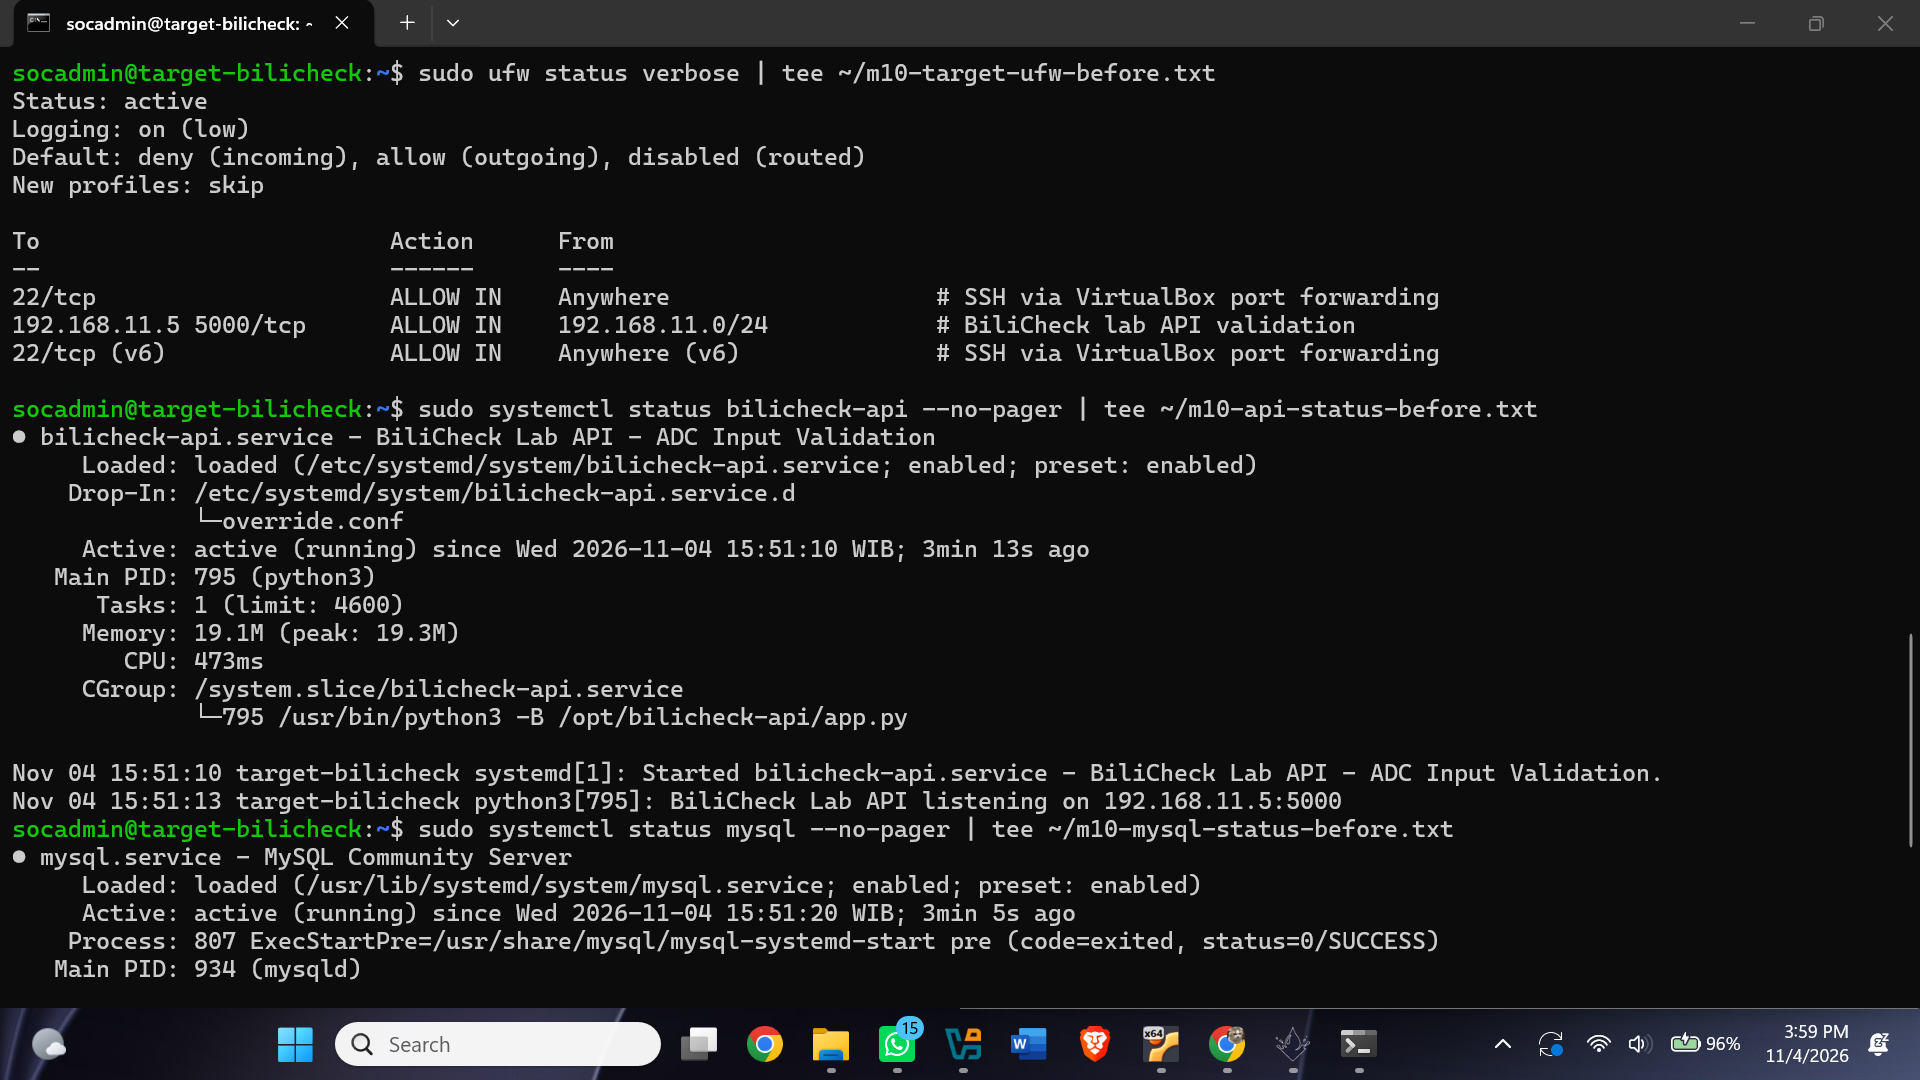 socadmin@target-bilicheck: ~
socadmin@target-bilicheck:~$ sudo ufw status verbose | tee ~/m10-target-ufw-before.txt
Status: active
Logging: on (low)
Default: deny (incoming), allow (outgoing), disabled (routed)
New profiles: skip
To                         Action      From
--                         ------      ----
22/tcp                     ALLOW IN    Anywhere                   # SSH via VirtualBox port forwarding
192.168.11.5 5000/tcp      ALLOW IN    192.168.11.0/24            # BiliCheck lab API validation
22/tcp (v6)                ALLOW IN    Anywhere (v6)              # SSH via VirtualBox port forwarding
socadmin@target-bilicheck:~$ sudo systemctl status bilicheck-api --no-pager | tee ~/m10-api-status-before.txt
● bilicheck-api.service - BiliCheck Lab API - ADC Input Validation
     Loaded: loaded (/etc/systemd/system/bilicheck-api.service; enabled; preset: enabled)
    Drop-In: /etc/systemd/system/bilicheck-api.service.d
             └─override.conf
     Active: active (running) since Wed 2026-11-04 15:51:10 WIB; 3min 13s ago
   Main PID: 795 (python3)
      Tasks: 1 (limit: 4600)
     Memory: 19.1M (peak: 19.3M)
        CPU: 473ms
     CGroup: /system.slice/bilicheck-api.service
             └─795 /usr/bin/python3 -B /opt/bilicheck-api/app.py
Nov 04 15:51:10 target-bilicheck systemd[1]: Started bilicheck-api.service - BiliCheck Lab API - ADC Input Validation.
Nov 04 15:51:13 target-bilicheck python3[795]: BiliCheck Lab API listening on 192.168.11.5:5000
socadmin@target-bilicheck:~$ sudo systemctl status mysql --no-pager | tee ~/m10-mysql-status-before.txt
● mysql.service - MySQL Community Server
     Loaded: loaded (/usr/lib/systemd/system/mysql.service; enabled; preset: enabled)
     Active: active (running) since Wed 2026-11-04 15:51:20 WIB; 3min 5s ago
    Process: 807 ExecStartPre=/usr/share/mysql/mysql-systemd-start pre (code=exited, status=0/SUCCESS)
   Main PID: 934 (mysqld)
Search
15
W
x64
96%
3:59 PM
11/4/2026